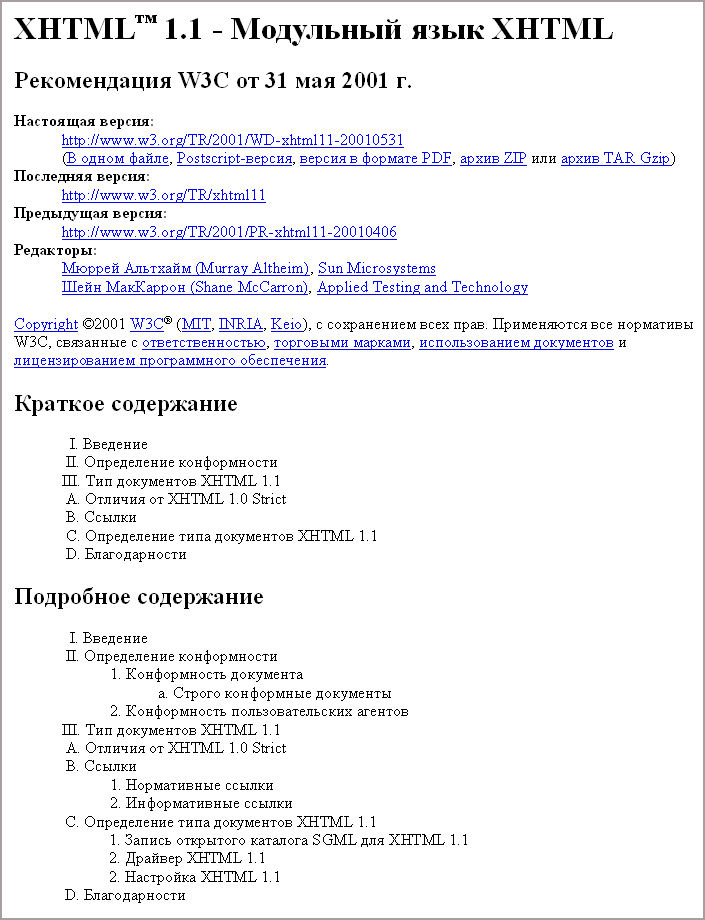 XHTML™ 1.1 - Модульный язык XHTML
Рекомендация W3C от 31 мая 2001 г.
Настоящая версия:
http://www.w3.org/TR/2001/WD-xhtml11-20010531
(В одном файле, Postscript-версия, версия в формате PDF, архив ZIP или архив TAR Gzip)
Последняя версия:
http://www.w3.org/TR/xhtml11
Предыдущая версия:
http://www.w3.org/TR/2001/PR-xhtml11-20010406
Редакторы:
Мюррей Альтхайм (Murray Altheim), Sun Microsystems
Шейн МакКаррон (Shane McCarron), Applied Testing and Technology
Copyright ©2001 W3C® (MIT, INRIA, Keio), с сохранением всех прав. Применяются все нормативы
W3C, связанные с ответственностью, торговыми марками, использованием документов и
лицензированием программного обеспечения.
Краткое содержание
I. Введение
II. Определение конформности
III. Тип документов XHTML 1.1
A. Отличия от XHTML 1.0 Strict
B. Ссылки
C. Определение типа документов XHTML 1.1
D. Благодарности
Подробное содержание
I. Введение
II. Определение конформности
1. Конформность документа
a. Строго конформные документы
2. Конформность пользовательских агентов
III. Тип документов XHTML 1.1
A. Отличия от XHTML 1.0 Strict
B. Ссылки
1. Нормативные ссылки
2. Информативные ссылки
C. Определение типа документов XHTML 1.1
1. Запись открытого каталога SGML для XHTML 1.1
2. Драйвер XHTML 1.1
2. Настройка XHTML 1.1
D. Благодарности